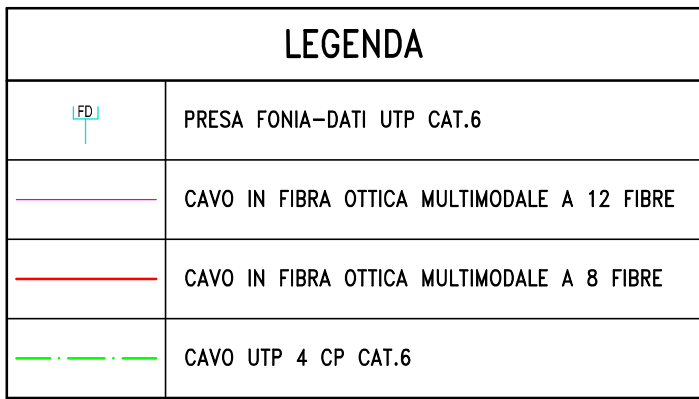 LEGENDA
FD
PRESA FONIA-DATI UTP CAT.6
CAVO IN FIBRA OTTICA MULTIMODALE A 12 FIBRE
CAVO IN FIBRA OTTICA MULTIMODALE A 8 FIBRE
CAVO UTP 4 CP CAT.6